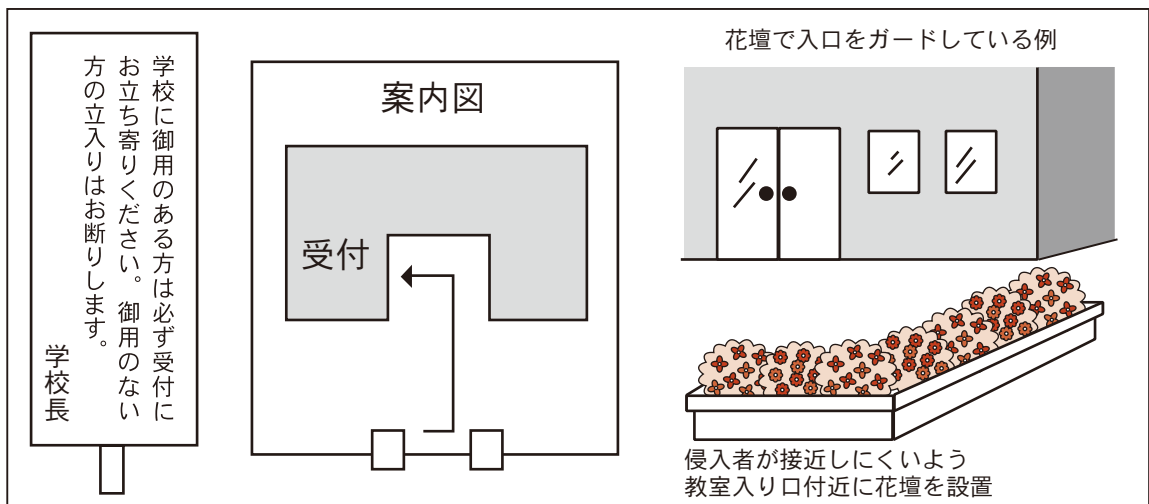 学校に御用のある方は必ず受付に
お立ち寄りください。御用のない
方の立入りはお断りします。
学校長
案内図
受付
花壇で入口をガードしている例
侵入者が接近しにくいよう
教室入り口付近に花壇を設置